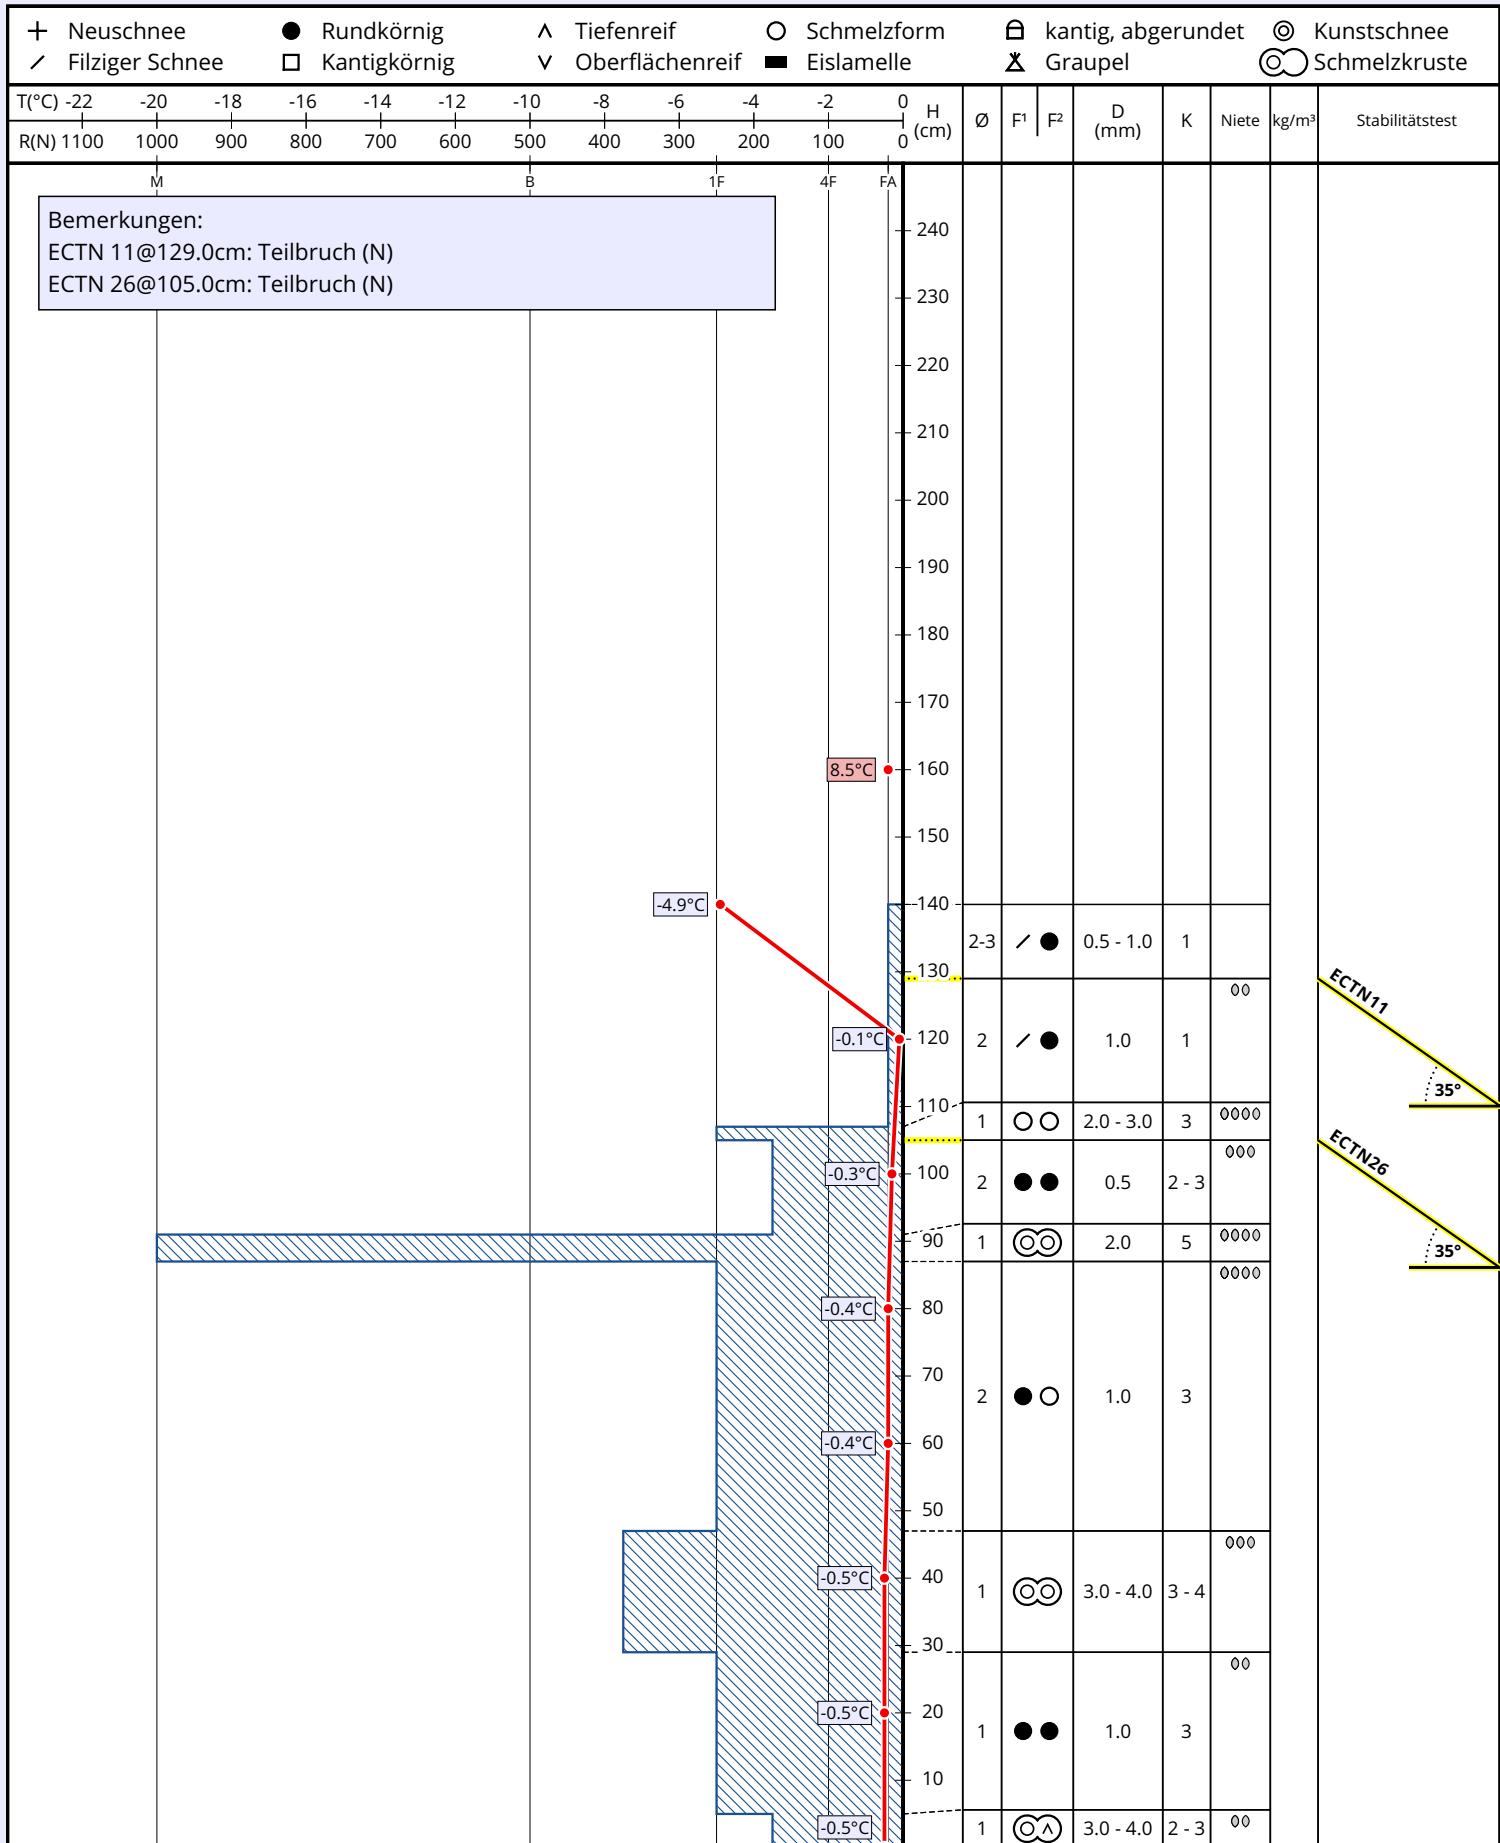 Neuschnee Rundkörnig Tiefenreif Schmelzform kantig, abgerundet Kunstschnee
Filziger Schnee Kantigkörnig Oberflächenreif Eislamelle Graupel Schmelzkruste
T(°C) -22 -20 -18 -16 -14 -12 -10 -8 -6 -4 -2 0
R(N) 1100 1000 900 800 700 600 500 400 300 200 100 0
H (cm) Ø F¹ F² D (mm) K Niete kg/m³ Stabilitätstest
M B 1F 4F FA
Bemerkungen:
ECTN 11@129.0cm: Teilbruch (N)
ECTN 26@105.0cm: Teilbruch (N)
240
230
220
210
200
190
180
170
8.5°C 160
150
-4.9°C 140
2-3 0.5 - 1.0 1
130
ECTN11
-0.1°C 120 2 1.0 1
35°
110 1 2.0 - 3.0 3
ECTN26
-0.3°C 100 2 0.5 2 - 3
90 1 2.0 5
35°
-0.4°C 80
70
2 1.0 3
-0.4°C 60
50
-0.5°C 40
1 3.0 - 4.0 3 - 4
30
-0.5°C 20
1 1.0 3
10
-0.5°C 1 3.0 - 4.0 2 - 3